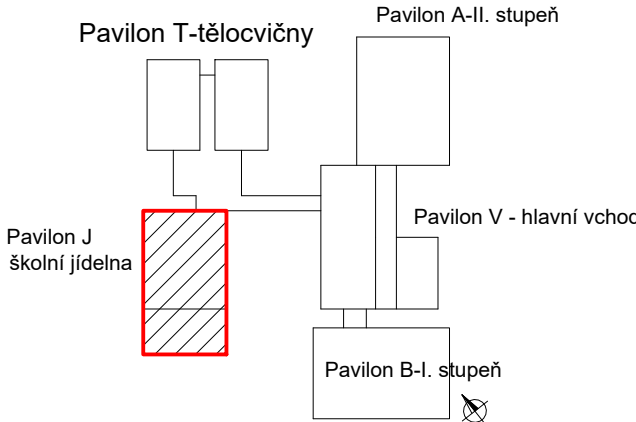 Pavilon A-II. stupeň
Pavilon T-tělocvičny
Pavilon V - hlavní vchod
Pavilon J
školní jídelna
Pavilon B-I. stupeň